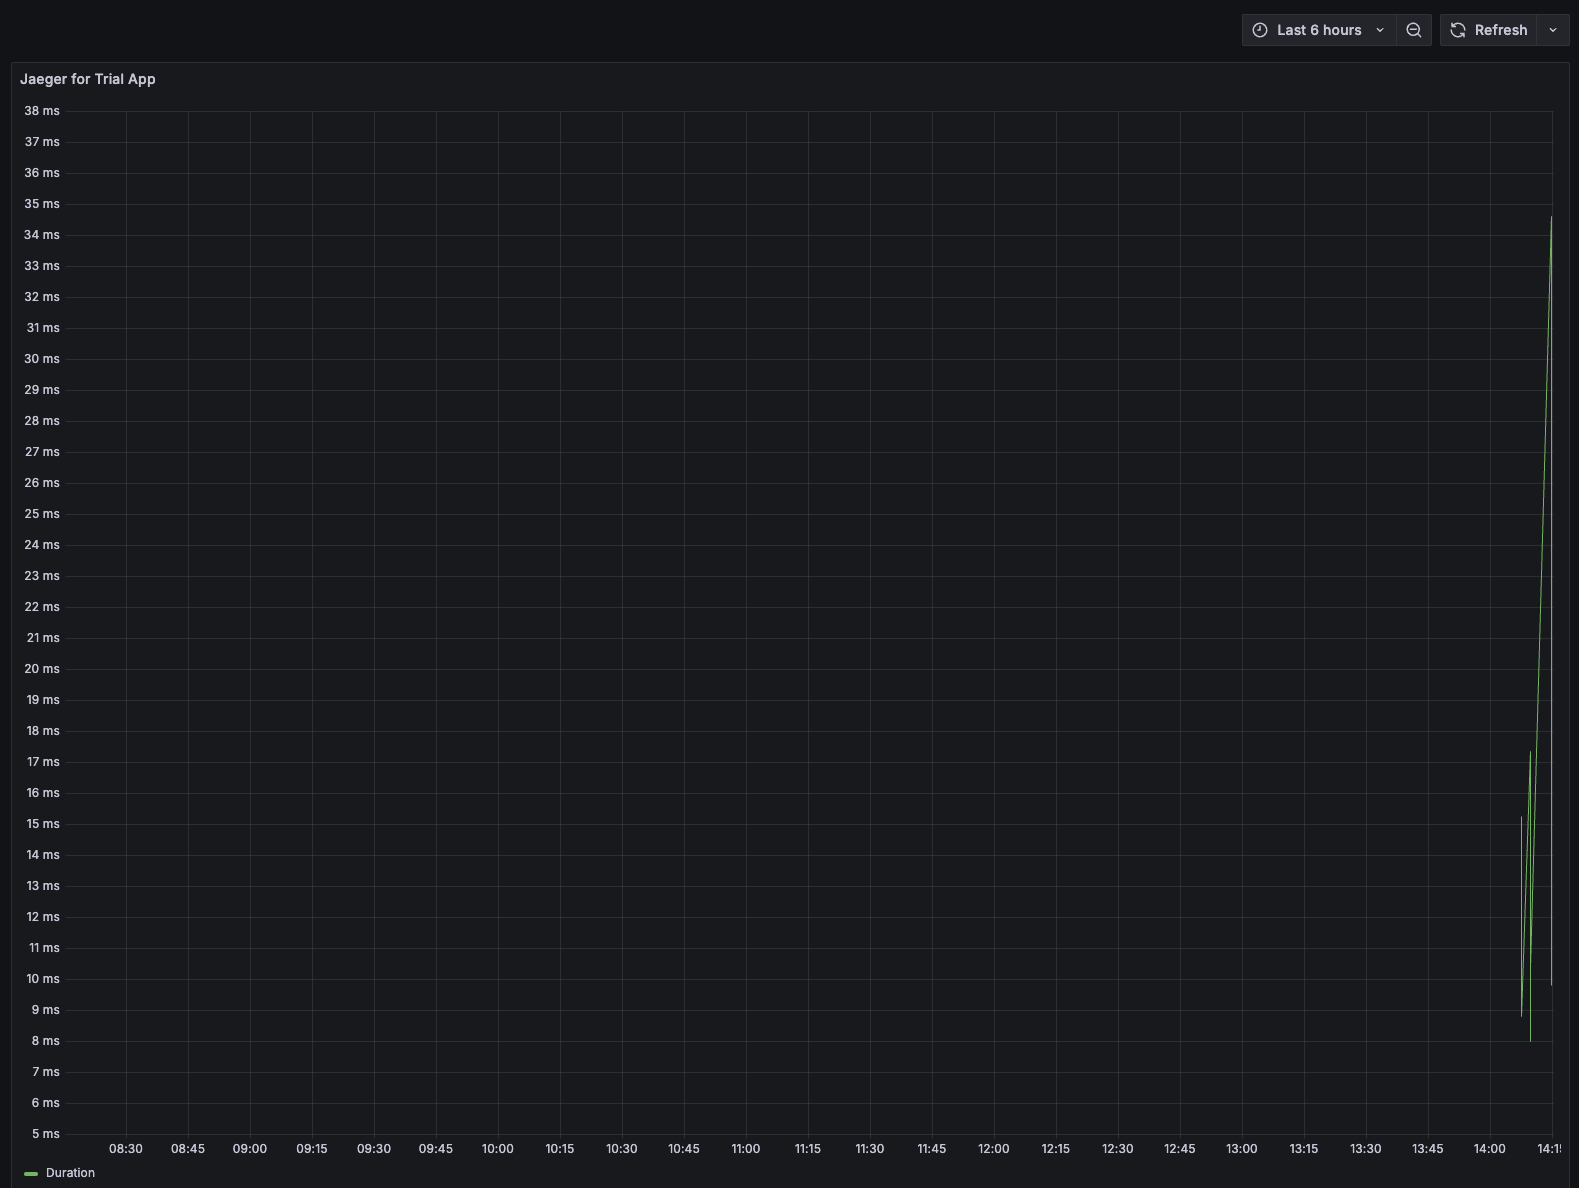 Last 6 hours
Refresh
Jaeger for Trial App
38 ms
37 ms
36 ms
35 ms
34 ms
33 ms
32 ms
31 ms
30 ms
29 ms
28 ms
27 ms
26 ms
25 ms
24 ms
23 ms
22 ms
21 ms
20 ms
19 ms
18 ms
17 ms
16 ms
15 ms
14 ms
13 ms
12 ms
11 ms
10 ms
9 ms
8 ms
7 ms
6 ms
5 ms
08:30 08:45 09:00 09:15 09:30 09:45 10:00 10:15 10:30 10:45 11:00 11:15 11:30 11:45 12:00 12:15 12:30 12:45 13:00 13:15 13:30 13:45 14:00
Duration